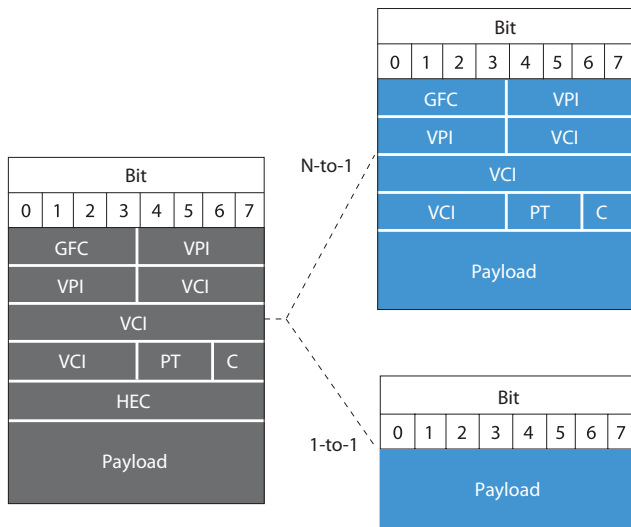 Bit
0 1 2 3 4 5 6 7
GFC VPI
VPI VCI
VCI
VCI PT C
HEC
Payload
N-to-1
Bit
0 1 2 3 4 5 6 7
GFC VPI
VPI VCI
VCI
VCI PT C
Payload
1-to-1
Bit
0 1 2 3 4 5 6 7
Payload